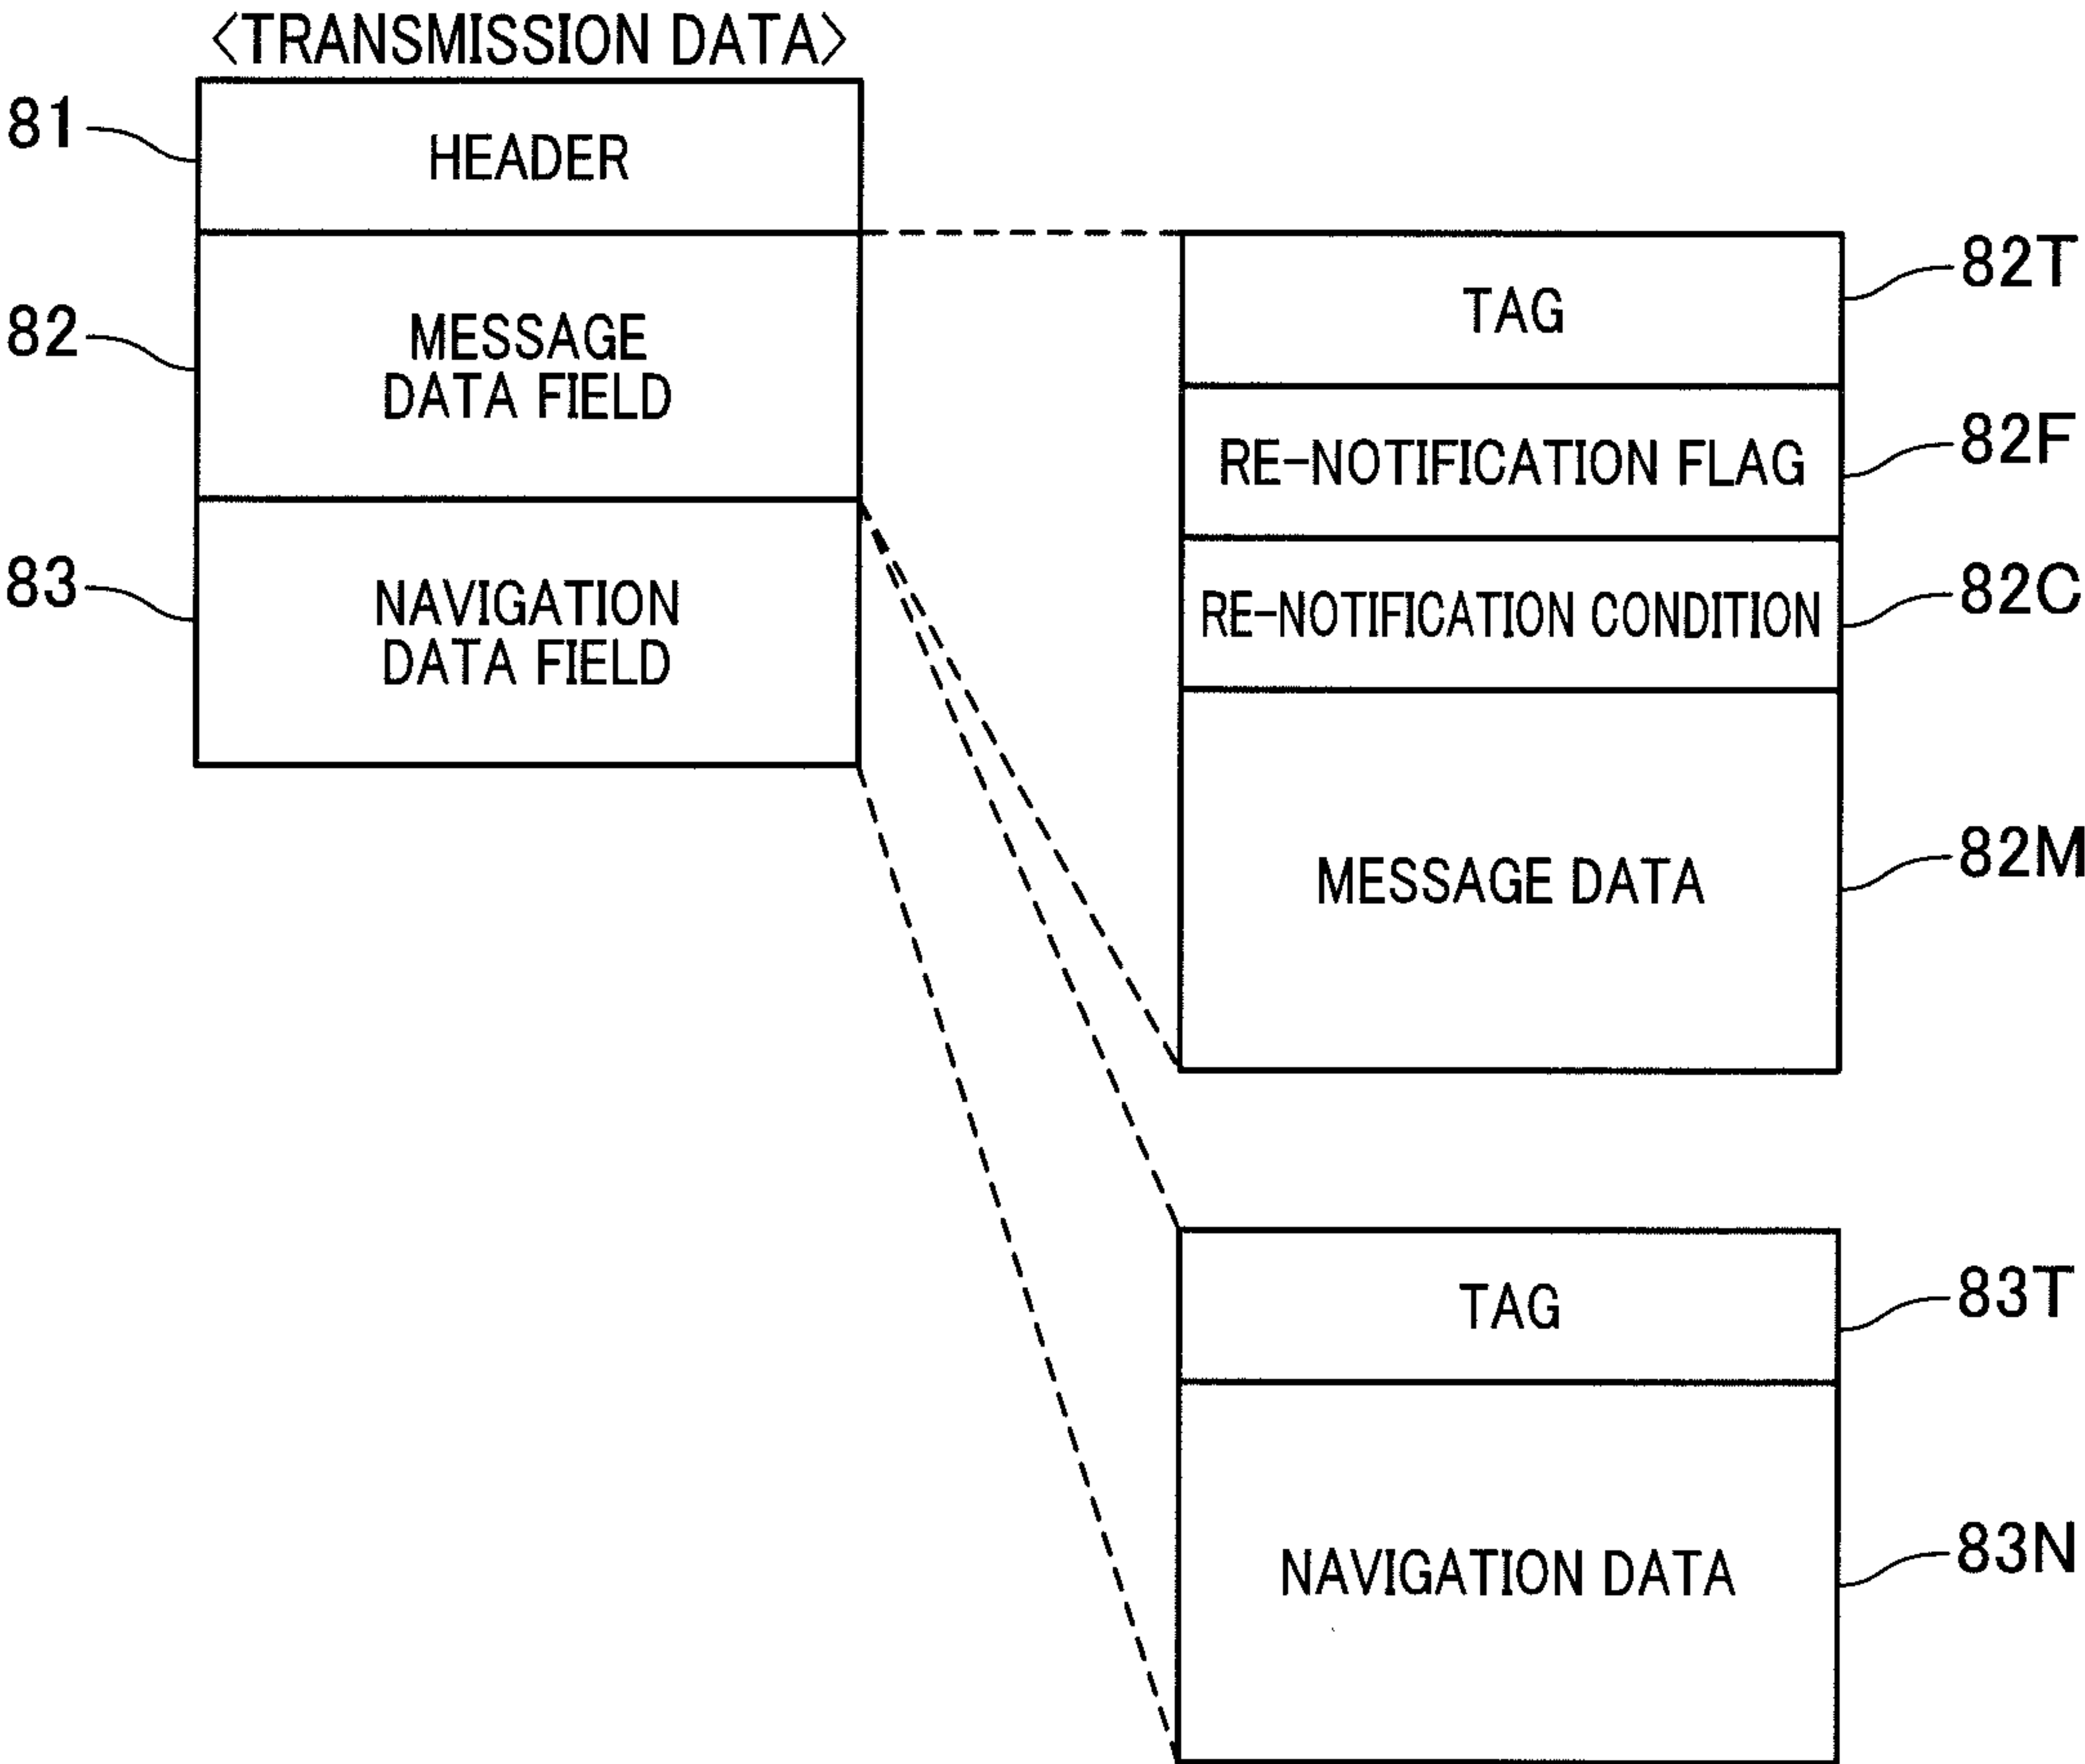 <TRANSMISSION DATA>
81
HEADER
82
MESSAGE
DATA FIELD
83
NAVIGATION
DATA FIELD
TAG
82T
RE-NOTIFICATION FLAG
82F
RE-NOTIFICATION CONDITION
82C
MESSAGE DATA
82M
TAG
83T
NAVIGATION DATA
83N